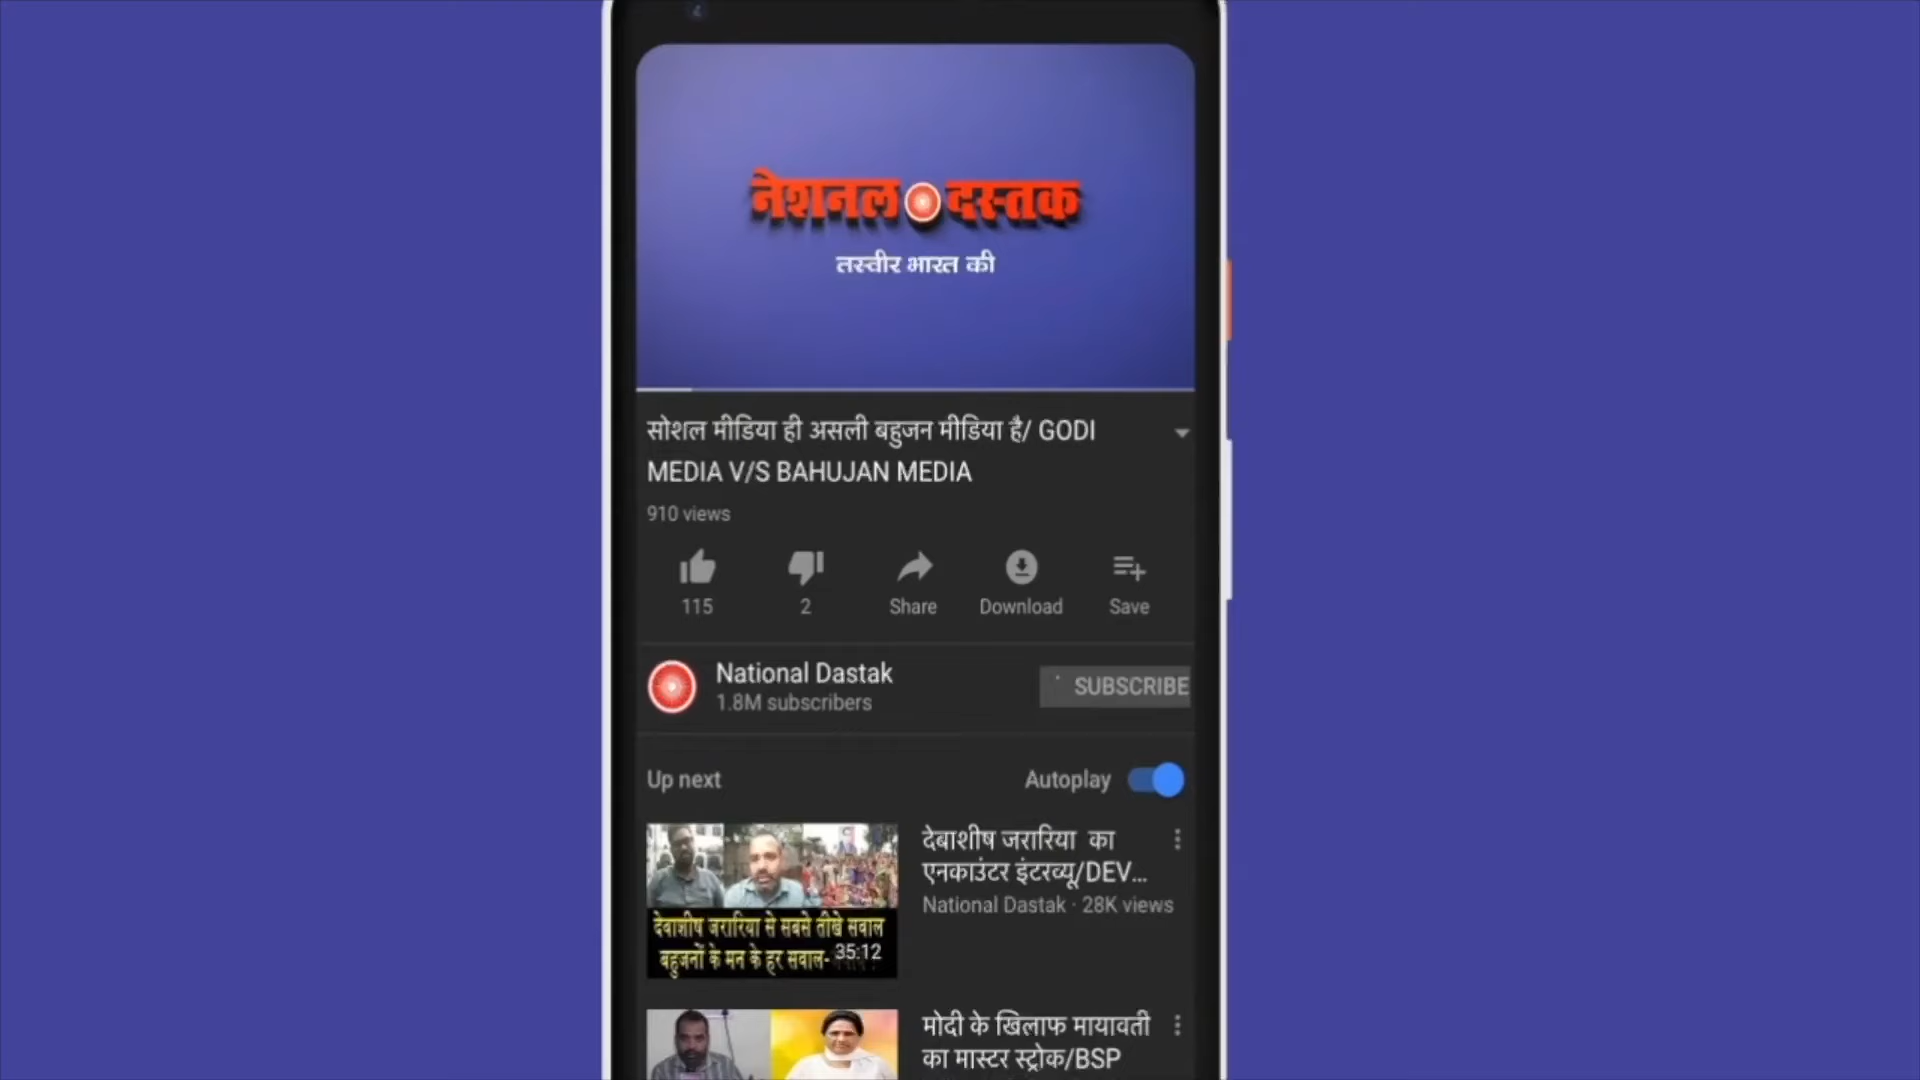 नेशनल दस्तक
तस्वीर भारत की
सोशल मीडिया ही असली बहुजन मीडिया है/ GODI
MEDIA V/S BAHUJAN MEDIA
910 views
115
2
Share
Download
Save
National Dastak
1.8M subscribers
SUBSCRIBE
Up next
Autoplay
देबाशीष जरारिया का
एनकाउंटर इंटरव्यू/DEV...
National Dastak · 28K views
देवाशीष जरारिया से सबसे तीखे सवाल
बहुजनों के मन के हर सवाल-
35:12
मोदी के खिलाफ मायावती
का मास्टर स्ट्रोक/BSP